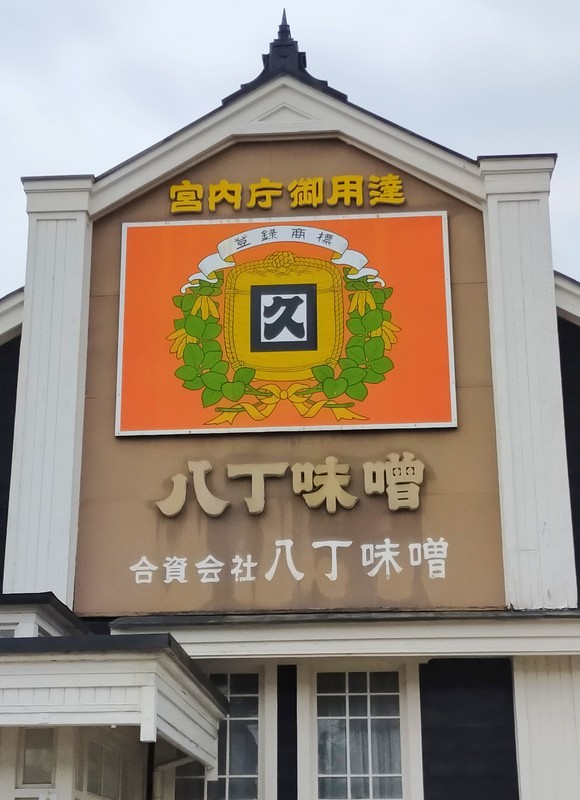 宮内庁御用達
登録商標
久
八丁味噌
合資会社八丁味噌